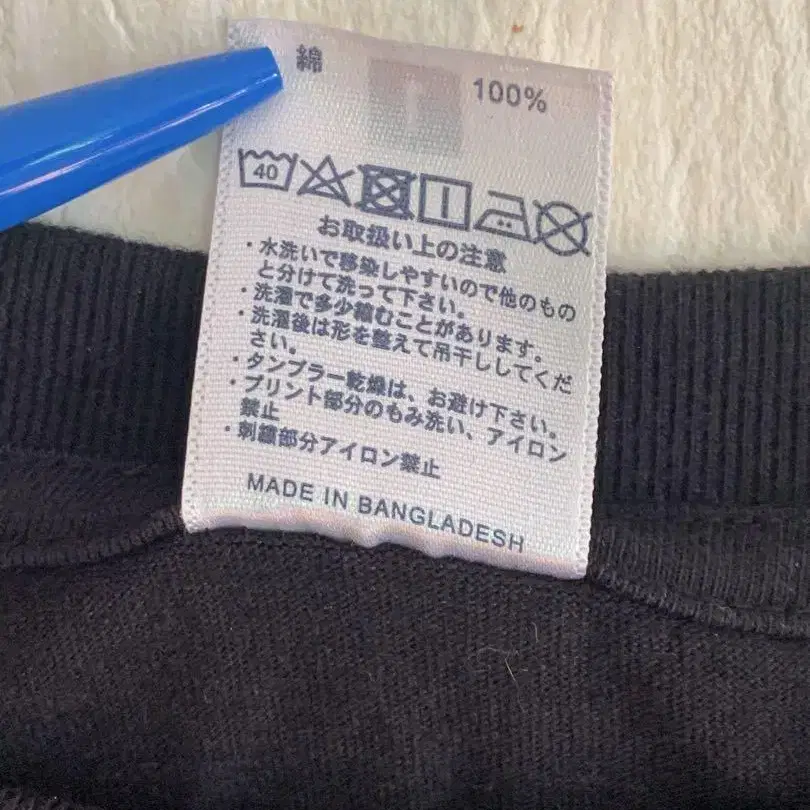 綿 100%
40
お取扱い上の注意
・水洗いで移染しやすいので他のもの
と分けて洗って下さい。
・洗濯で多少縮むことがあります。
・洗濯後は形を整えて吊干ししてくだ
さい。
・タンブラー乾燥は、お避け下さい。
・プリント部分のもみ洗い、アイロン
禁止
・刺繍部分アイロン禁止
MADE IN BANGLADESH